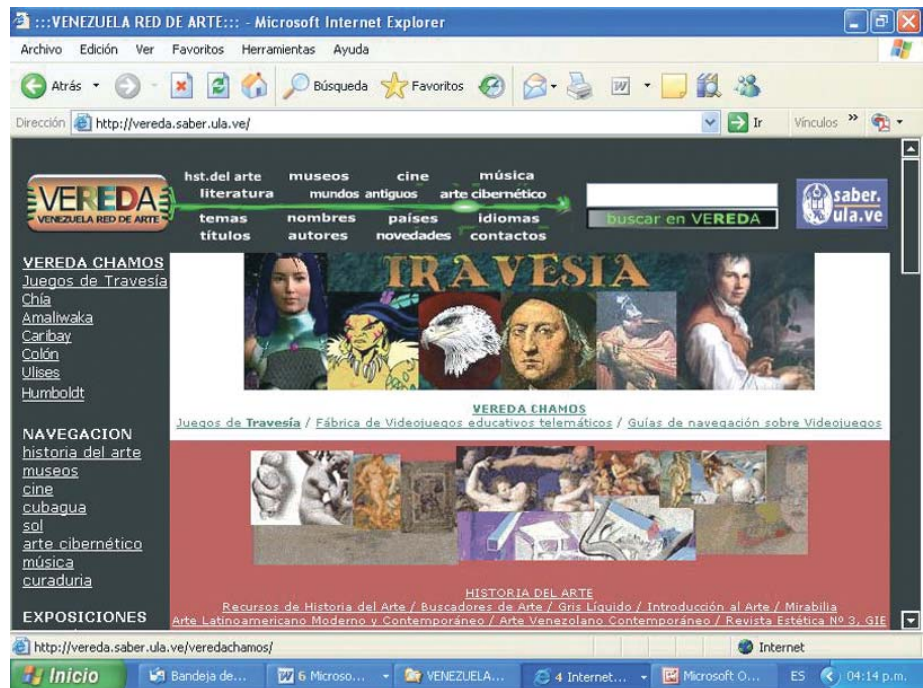 :::VENEZUELA RED DE ARTE::: - Microsoft Internet Explorer
Archivo Edición Ver Favoritos Herramientas Ayuda
Atrás Búsqueda Favoritos
Dirección http://vereda.saber.ula.ve/ Ir Vínculos »
VEREDA
VENEZUELA RED DE ARTE
hst.del arte museos cine música
literatura mundos antiguos arte cibernético
temas nombres países idiomas
títulos autores novedades contactos
buscar en VEREDA
saber.
ula.ve
VEREDA CHAMOS
Juegos de Travesía
Chía
Amaliwaka
Caribay
Colón
Ulises
Humboldt
NAVEGACION
historia del arte
museos
cine
cubagua
sol
arte cibernético
música
curaduria
EXPOSICIONES
TRAVESIA
VEREDA CHAMOS
Juegos de Travesía / Fábrica de Videojuegos educativos telemáticos / Guías de navegación sobre Videojuegos
HISTORIA DEL ARTE
Recursos de Historia del Arte / Buscadores de Arte / Gris Líquido / Introducción al Arte / Mirabilia
Arte Latinoamericano Moderno y Contemporáneo / Arte Venezolano Contemporáneo / Revista Estética Nº 3, GIE
http://vereda.saber.ula.ve/veredachamos/ Internet
Inicio Bandeja de... 6 Microso... VENEZUELA... 4 Internet... Microsoft O... ES 04:14 p.m.